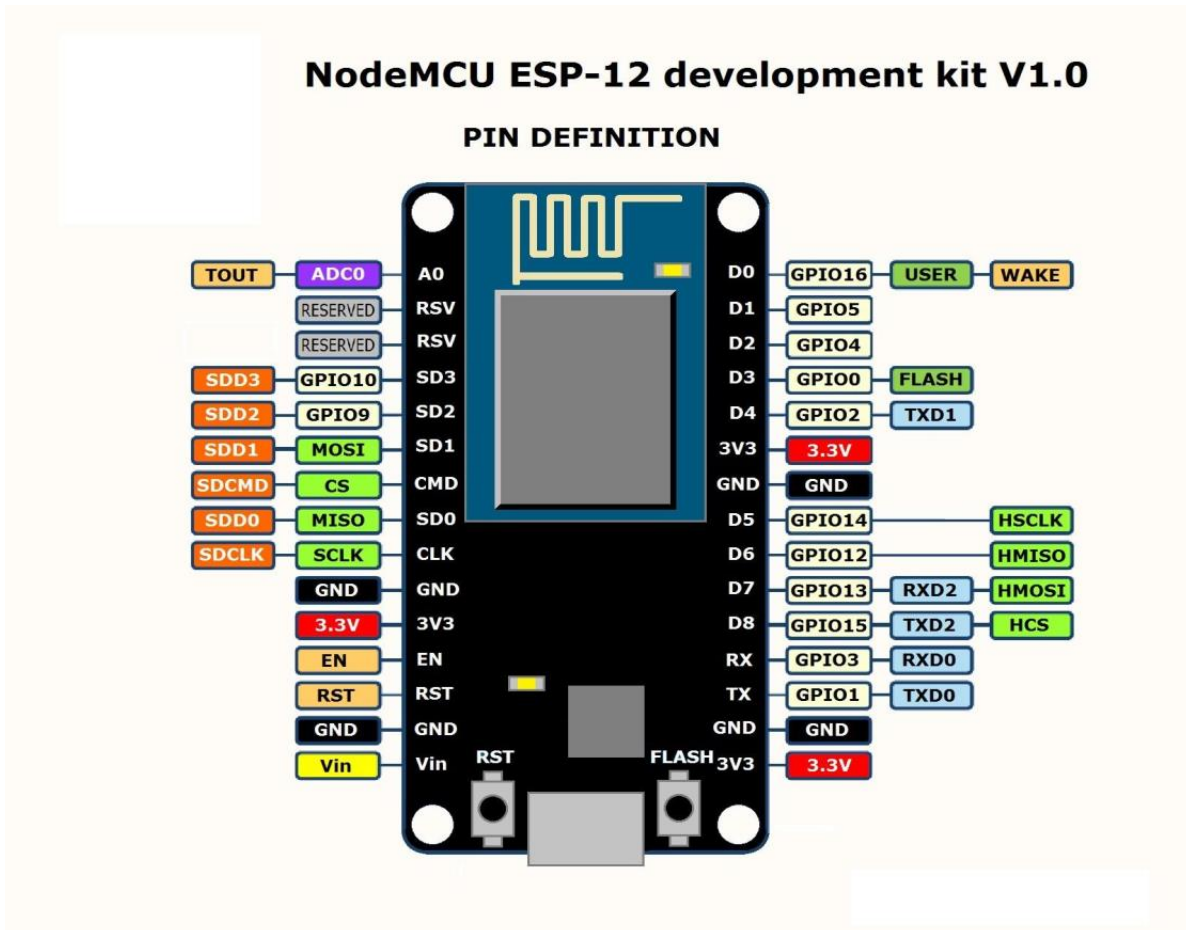 NodeMCU ESP-12 development kit V1.0
PIN DEFINITION
TOUT ADC0 A0 D0 GPIO16 USER WAKE
RESERVED RSV D1 GPIO5
RESERVED RSV D2 GPIO4
SDD3 GPIO10 SD3 D3 GPIO0 FLASH
SDD2 GPIO9 SD2 D4 GPIO2 TXD1
SDD1 MOSI SD1 3V3 3.3V
SDCMD CS CMD GND GND
SDD0 MISO SD0 D5 GPIO14 HSCLK
SDCLK SCLK CLK D6 GPIO12 HMISO
GND GND D7 GPIO13 RXD2 HMOSI
3.3V 3V3 D8 GPIO15 TXD2 HCS
EN EN RX GPIO3 RXD0
RST RST TX GPIO1 TXD0
GND GND GND GND
Vin Vin RST FLASH 3V3 3.3V